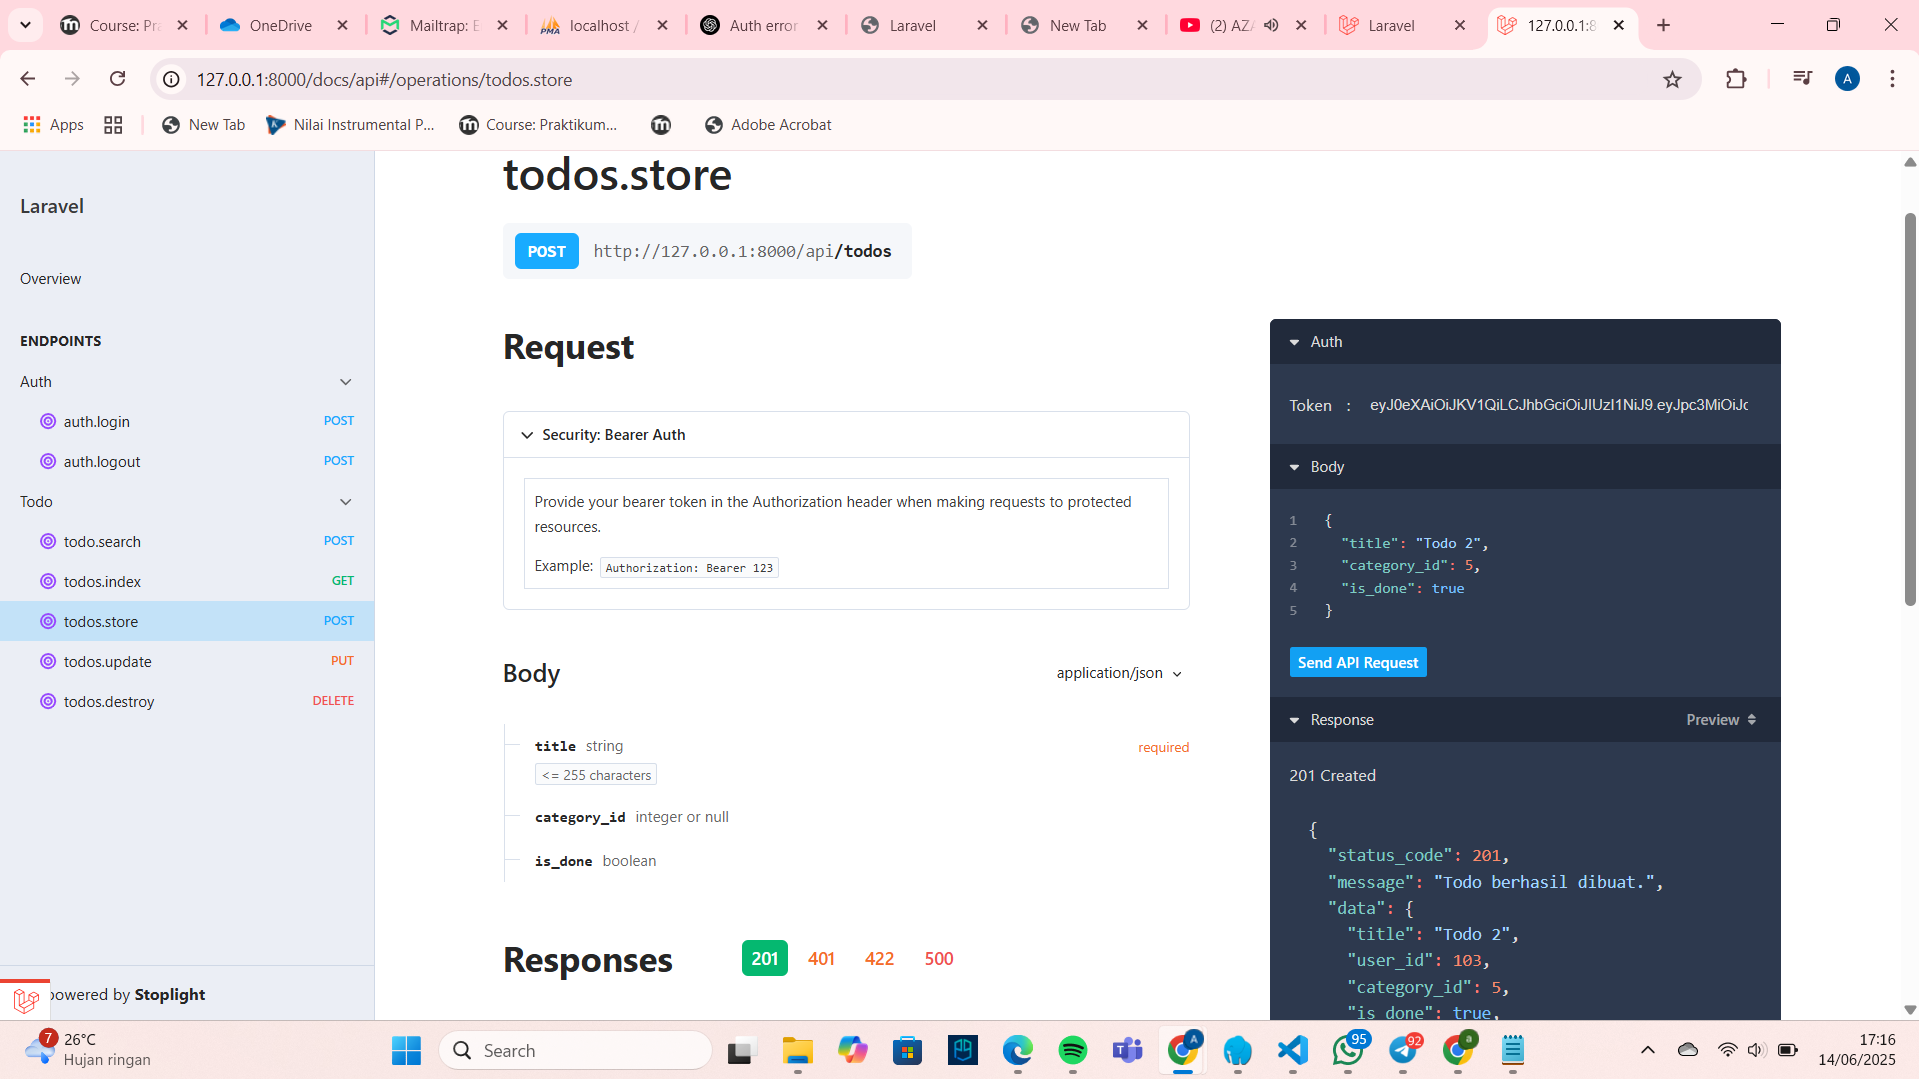 Course: Pra
OneDrive
Mailtrap: E
localhost /
Auth error
Laravel
New Tab
(2) AZA
Laravel
127.0.0.1:8
127.0.0.1:8000/docs/api#/operations/todos.store
A
Apps
New Tab
Nilai Instrumental P...
Course: Praktikum...
Adobe Acrobat
Laravel
Overview
ENDPOINTS
Auth
auth.login POST
auth.logout POST
Todo
todo.search POST
todos.index GET
todos.store POST
todos.update PUT
todos.destroy DELETE
powered by Stoplight
todos.store
POST http://127.0.0.1:8000/api/todos
Request
Security: Bearer Auth
Provide your bearer token in the Authorization header when making requests to protected
resources.
Example: Authorization: Bearer 123
Body application/json
title string required
<= 255 characters
category_id integer or null
is_done boolean
Responses 201 401 422 500
Auth
Token : eyJ0eXAiOiJKV1QiLCJhbGciOiJIUzI1NiJ9.eyJpc3MiOiJc
Body
1 {
2 "title": "Todo 2",
3 "category_id": 5,
4 "is_done": true
5 }
Send API Request
Response Preview
201 Created
{
"status_code": 201,
"message": "Todo berhasil dibuat.",
"data": {
"title": "Todo 2",
"user_id": 103,
"category_id": 5,
"is_done": true,
7
26°C
Hujan ringan
Search
A
95
92
a
17:16
14/06/2025